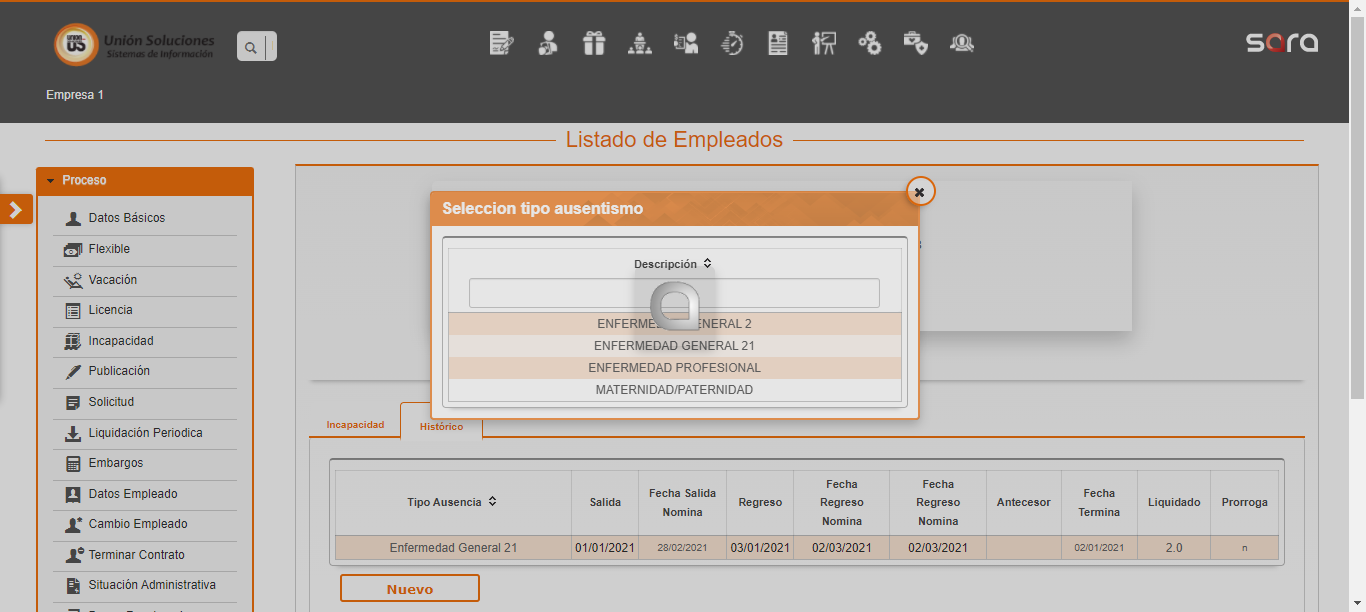 UNION
US
Unión Soluciones
Sistemas de Información
sara
Empresa 1
Listado de Empleados
Proceso
Datos Básicos
Flexible
Vacación
Licencia
Incapacidad
Publicación
Solicitud
Liquidación Periodica
Embargos
Datos Empleado
Cambio Empleado
Terminar Contrato
Situación Administrativa
Seleccion tipo ausentismo
Descripción
ENFERMEDAD GENERAL 2
ENFERMEDAD GENERAL 21
ENFERMEDAD PROFESIONAL
MATERNIDAD/PATERNIDAD
Incapacidad
Histórico
Tipo Ausencia
Salida
Fecha Salida
Nomina
Regreso
Fecha
Regreso
Nomina
Fecha
Regreso
Nomina
Antecesor
Fecha
Termina
Liquidado
Prorroga
Enfermedad General 21
01/01/2021
28/02/2021
03/01/2021
02/03/2021
02/03/2021
02/01/2021
2.0
n
Nuevo